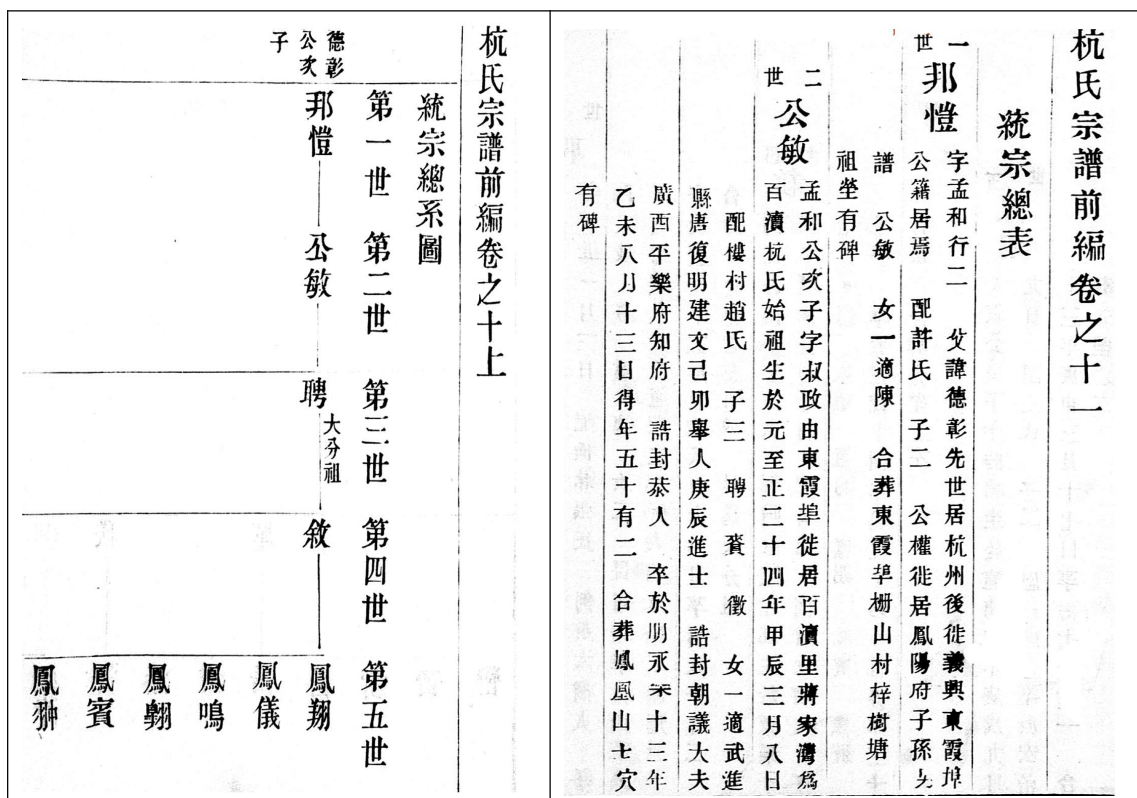 杭氏宗譜前編卷之十一
統宗總表
一世
邦愷
字孟和行二 父諱德彰先世居杭州後徙義興東霞埠
公籍居焉 配許氏 子二 公權徙居鳳陽府子孫失
譜 公敏 女一適陳 合葬東霞埠柵山村梓樹塘
祖塋有碑
二世
公敏
孟和公次子字叔政由東霞埠徙居百瀆里蔣家灣爲
百瀆杭氏始祖生於元至正二十四年甲辰三月八日
配樓村趙氏 子三 聘 賚 徵 女一適武進
縣唐復明建文己卯舉人庚辰進士 誥封朝議大夫
廣西平樂府知府 誥封恭人 卒於明永樂十三年
乙未八月十三日得年五十有二 合葬鳳凰山士穴
有碑
杭氏宗譜前編卷之十上
統宗總系圖
第一世 第二世 第三世 第四世 第五世
德彰
公次
子
邦愷 公敏 聘 敘 鳳翔
大分祖
鳳儀
鳳鳴
鳳翱
鳳賓
鳳翀